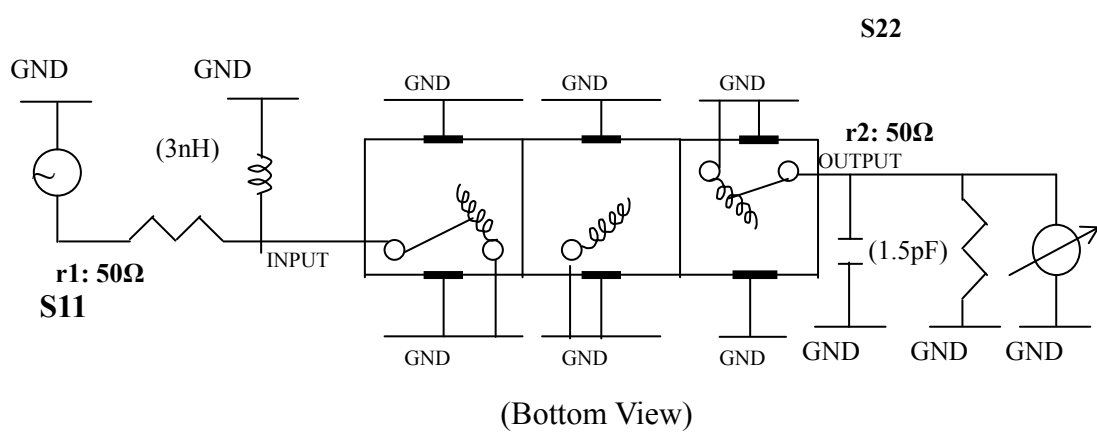 S22
GND
GND
GND
GND
GND
(3nH)
r2: 50Ω
OUTPUT
INPUT
(1.5pF)
r1: 50Ω
S11
GND
GND
GND
GND
GND
GND
(Bottom View)